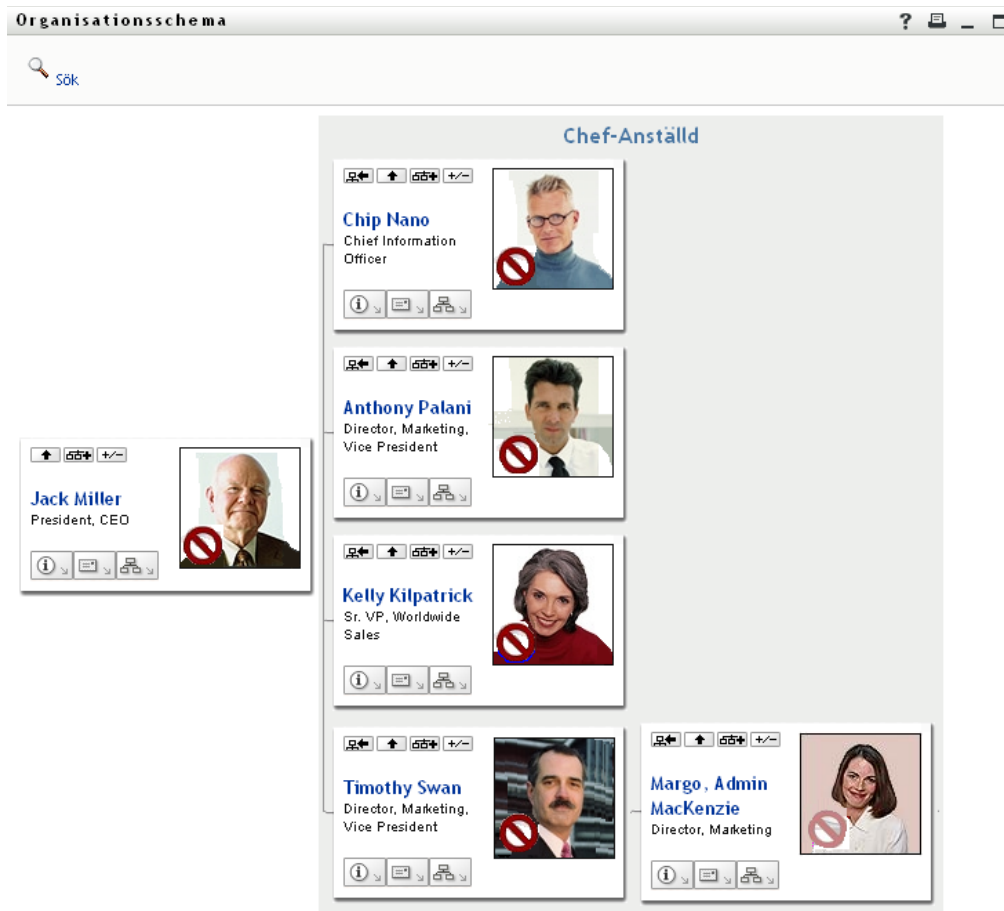 Organisationsschema
?
Sök
Chef-Anställd
+/-
Chip Nano
Chief Information
Officer
+/-
Anthony Palani
Director, Marketing,
Vice President
+/-
Jack Miller
President, CEO
+/-
Kelly Kilpatrick
Sr. VP, Worldwide
Sales
+/-
Timothy Swan
Director, Marketing,
Vice President
+/-
Margo, Admin
MacKenzie
Director, Marketing